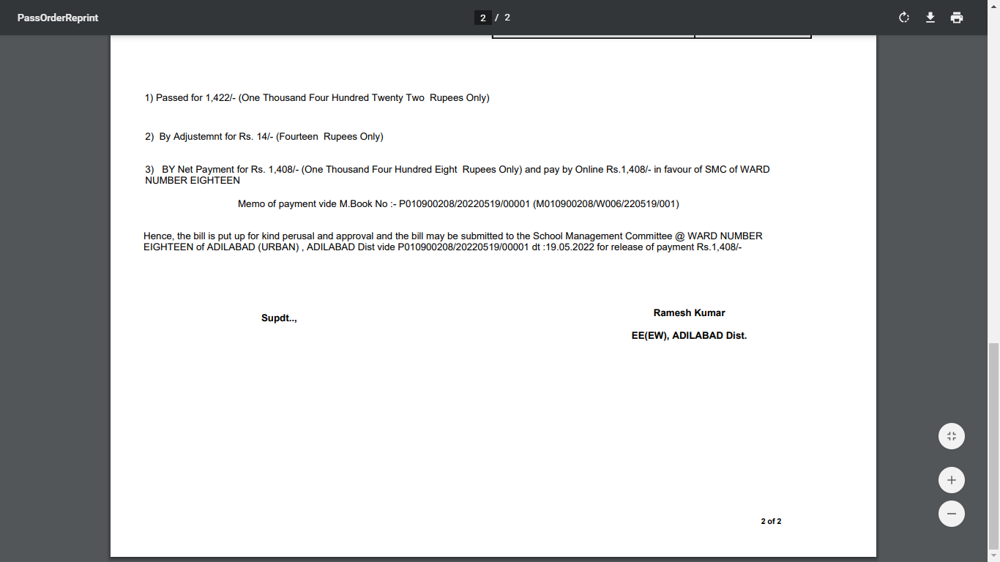 PassOrderReprint
2 / 2
1) Passed for 1,422/- (One Thousand Four Hundred Twenty Two Rupees Only)
2) By Adjustemnt for Rs. 14/- (Fourteen Rupees Only)
3) BY Net Payment for Rs. 1,408/- (One Thousand Four Hundred Eight Rupees Only) and pay by Online Rs.1,408/- in favour of SMC of WARD
NUMBER EIGHTEEN
Memo of payment vide M.Book No :- P010900208/20220519/00001 (M010900208/W006/220519/001)
Hence, the bill is put up for kind perusal and approval and the bill may be submitted to the School Management Committee @ WARD NUMBER
EIGHTEEN of ADILABAD (URBAN) , ADILABAD Dist vide P010900208/20220519/00001 dt :19.05.2022 for release of payment Rs.1,408/-
Ramesh Kumar
Supdt..,
EE(EW), ADILABAD Dist.
2 of 2